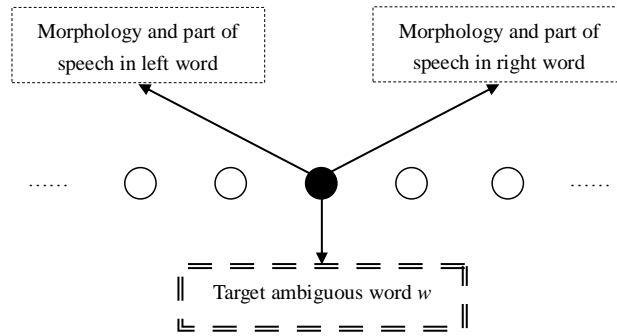 Morphology and part of
speech in left word
Morphology and part of
speech in right word
...... ......
Target ambiguous word w